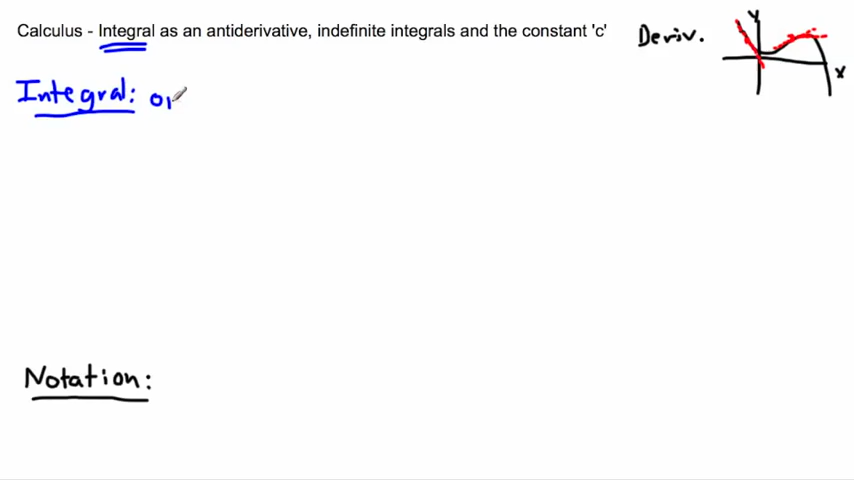 Calculus - Integral as an antiderivative, indefinite integrals and the constant 'c'
Deriv.
y
x
Integral:
Notation: